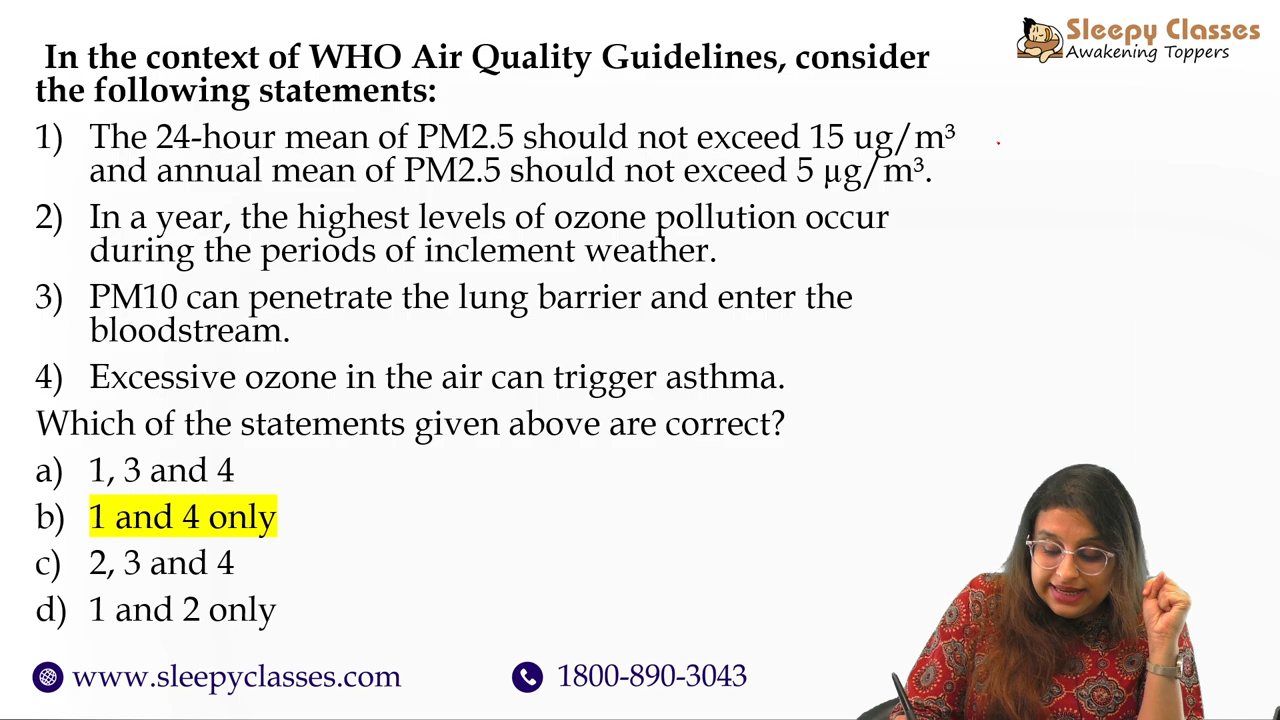 Sleepy Classes
Awakening Toppers
In the context of WHO Air Quality Guidelines, consider
the following statements:
1) The 24-hour mean of PM2.5 should not exceed 15 ug/m³
and annual mean of PM2.5 should not exceed 5 µg/m³.
2) In a year, the highest levels of ozone pollution occur
during the periods of inclement weather.
3) PM10 can penetrate the lung barrier and enter the
bloodstream.
4) Excessive ozone in the air can trigger asthma.
Which of the statements given above are correct?
a) 1, 3 and 4
b) 1 and 4 only
c) 2, 3 and 4
d) 1 and 2 only
www.sleepyclasses.com
1800-890-3043